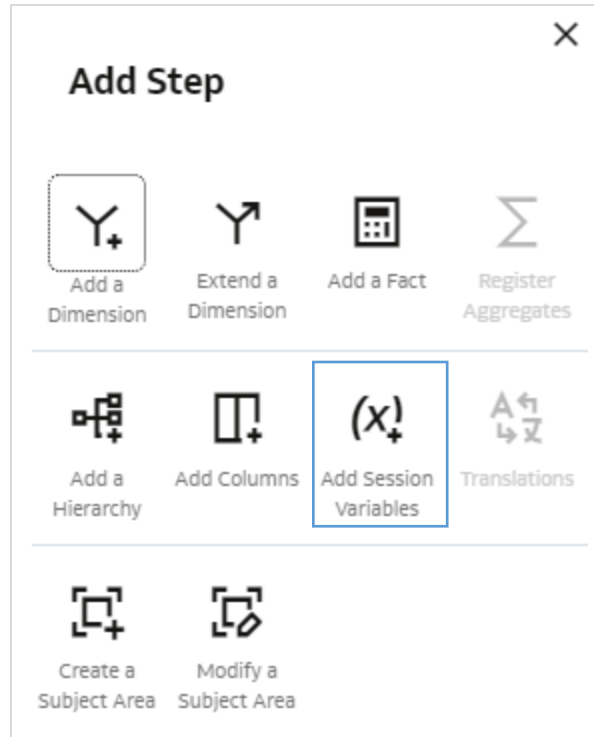 Add Step
Add a
Dimension
Extend a
Dimension
Add a Fact
Register
Aggregates
Add a
Hierarchy
Add Columns
(x)
Add Session
Variables
Translations
Create a
Subject Area
Modify a
Subject Area